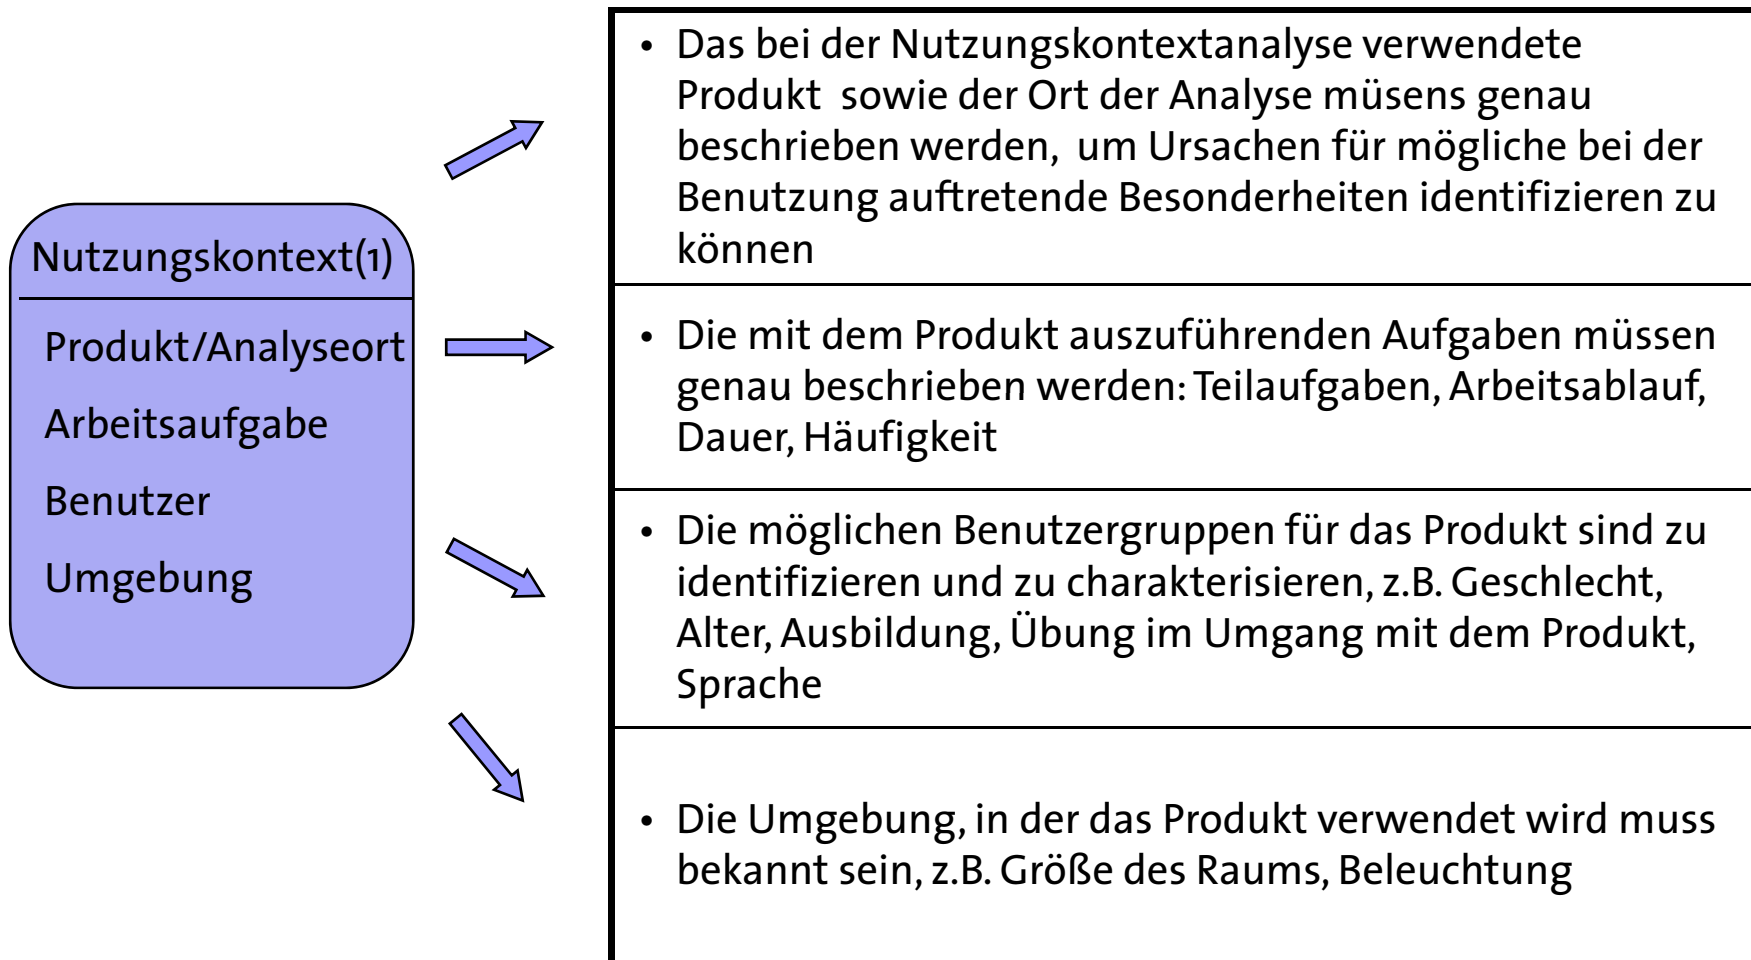 Nutzungskontext(1)
Produkt/Analyseort
Arbeitsaufgabe
Benutzer
Umgebung
• Das bei der Nutzungskontextanalyse verwendete
Produkt sowie der Ort der Analyse müsens genau
beschrieben werden, um Ursachen für mögliche bei der
Benutzung auftretende Besonderheiten identifizieren zu
können
• Die mit dem Produkt auszuführenden Aufgaben müssen
genau beschrieben werden: Teilaufgaben, Arbeitsablauf,
Dauer, Häufigkeit
• Die möglichen Benutzergruppen für das Produkt sind zu
identifizieren und zu charakterisieren, z.B. Geschlecht,
Alter, Ausbildung, Übung im Umgang mit dem Produkt,
Sprache
• Die Umgebung, in der das Produkt verwendet wird muss
bekannt sein, z.B. Größe des Raums, Beleuchtung